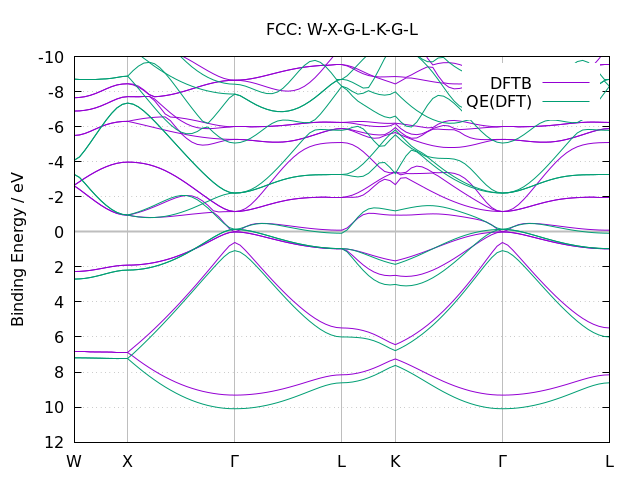 FCC: W-X-G-L-K-G-L
Binding Energy / eV
-10
-8
-6
-4
-2
0
2
4
6
8
10
12
DFTB
QE(DFT)
W X Γ L K Γ L